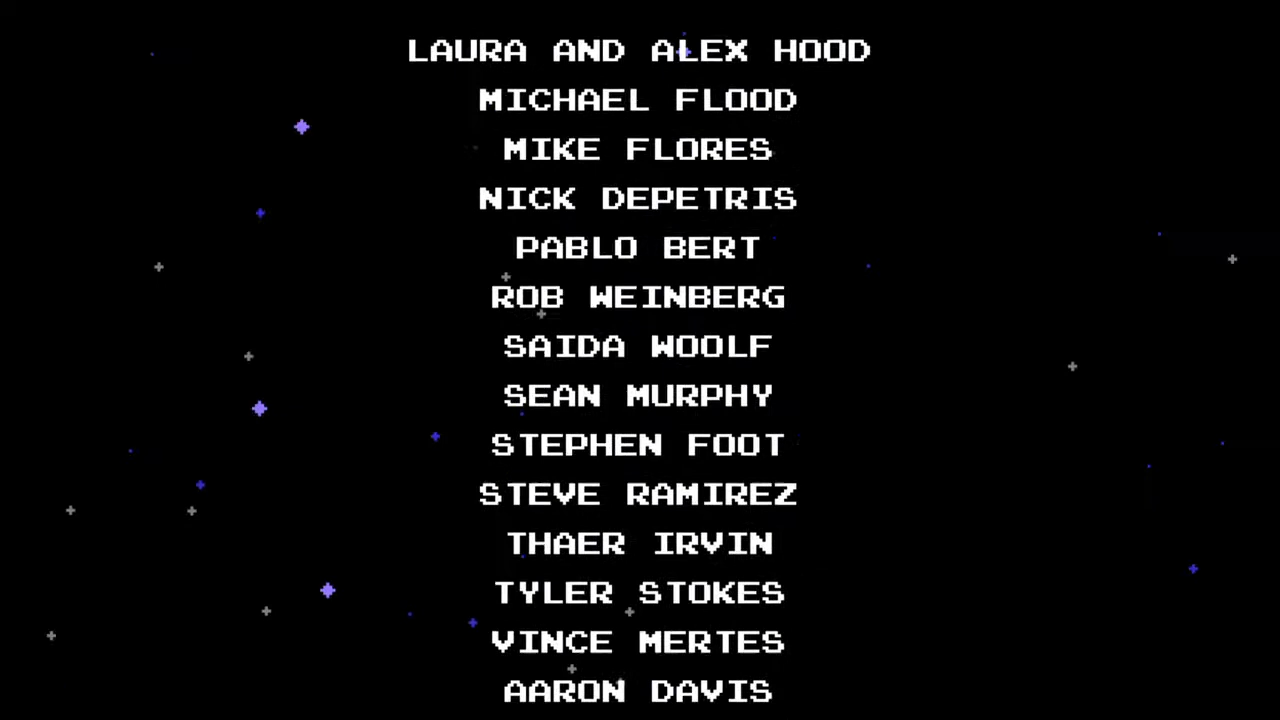 LAURA AND ALEX HOOD
MICHAEL FLOOD
MIKE FLORES
NICK DEPETRIS
PABLO BERT
ROB WEINBERG
SAIDA WOOLF
SEAN MURPHY
STEPHEN FOOT
STEVE RAMIREZ
THAER IRVIN
TYLER STOKES
VINCE MERTES
AARON DAVIS